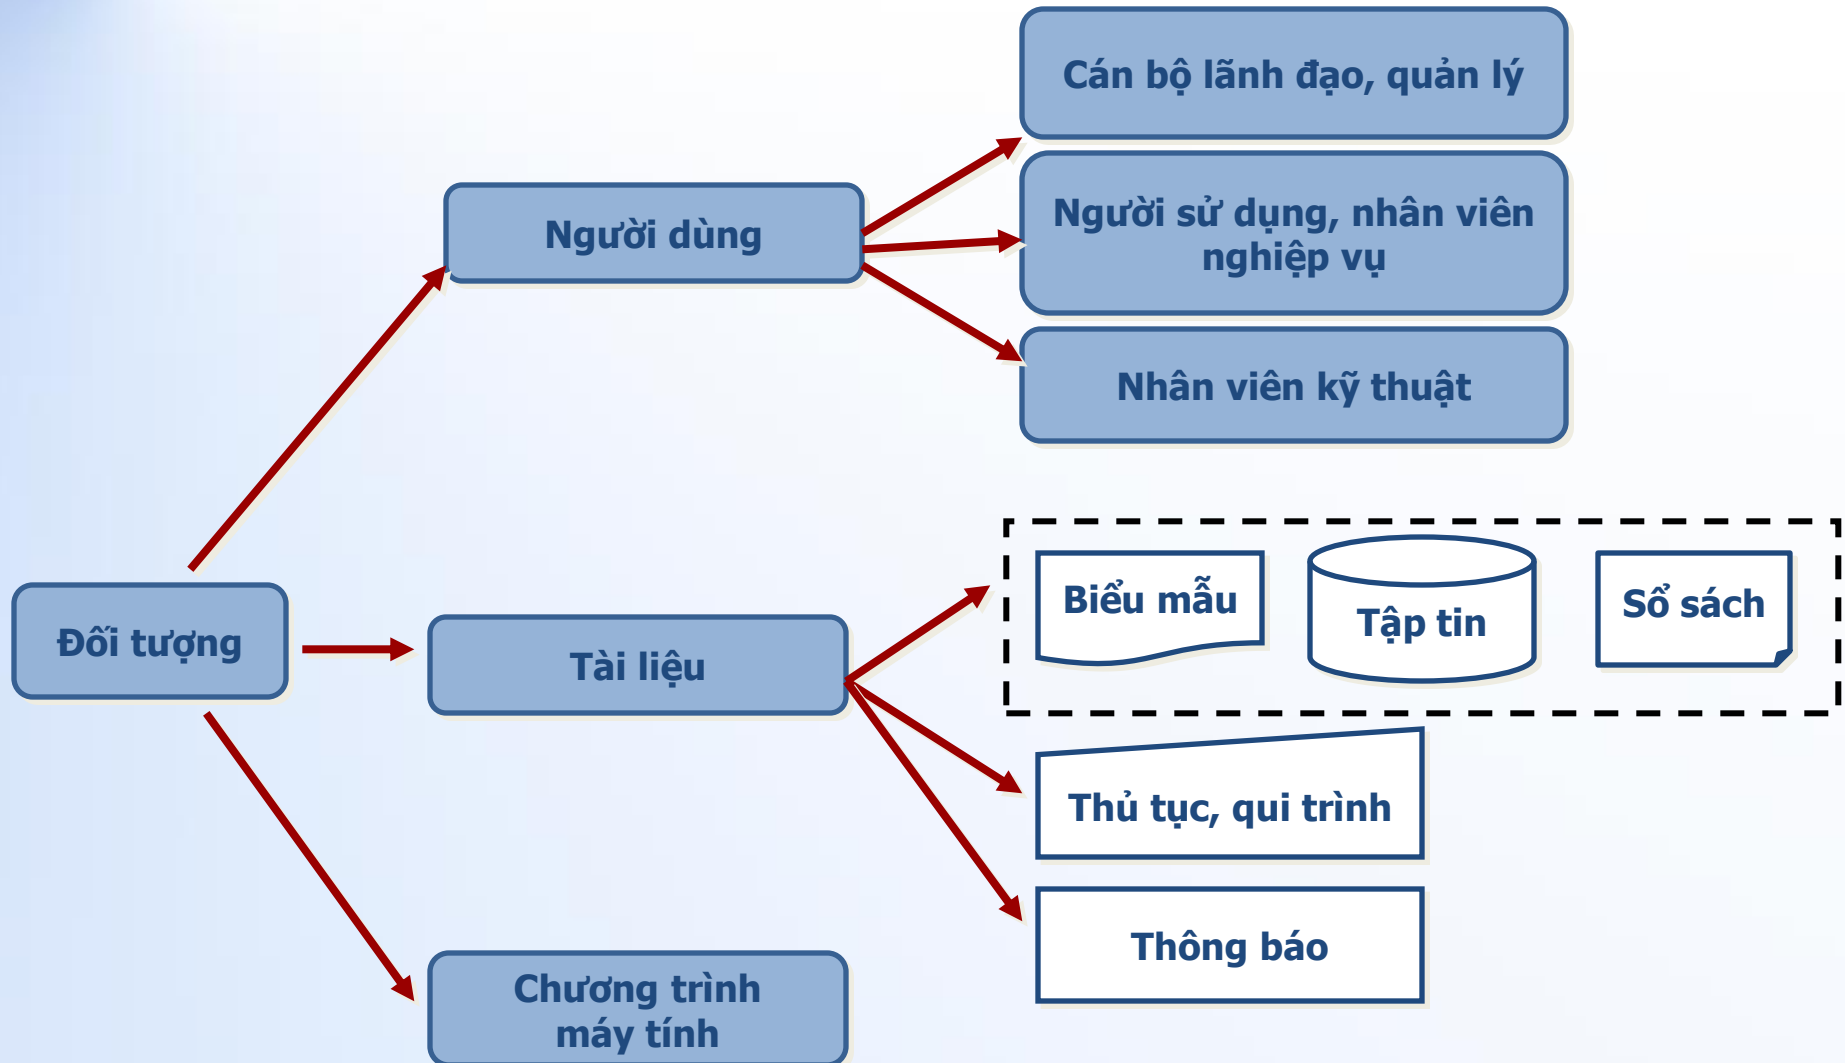 Cán bộ lãnh đạo, quản lý
Người dùng
Người sử dụng, nhân viên
nghiệp vụ
Nhân viên kỹ thuật
Đối tượng
Tài liệu
Biểu mẫu
Tập tin
Sổ sách
Thủ tục, qui trình
Thông báo
Chương trình
máy tính